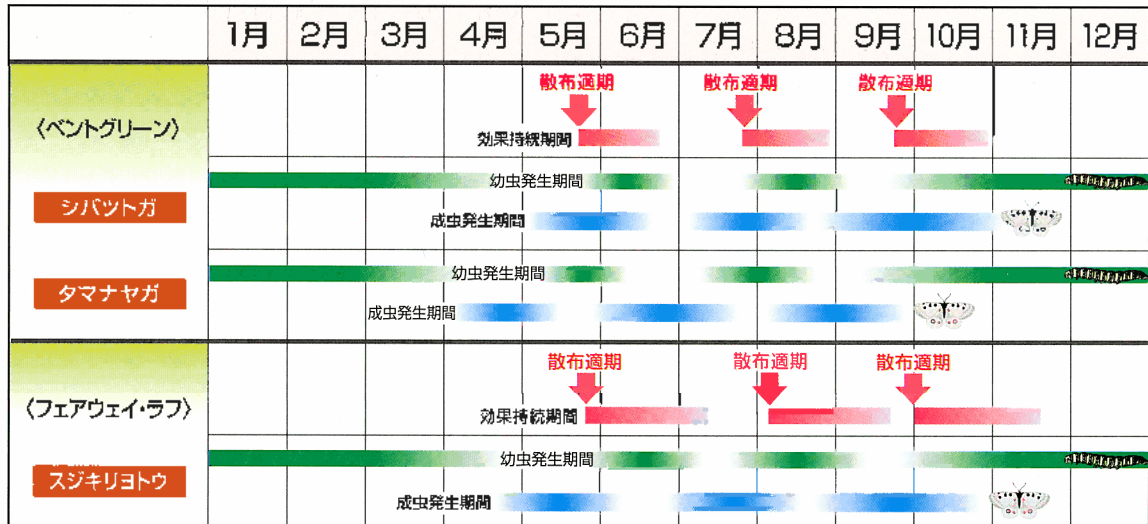 1月 2月 3月 4月 5月 6月 7月 8月 9月 10月 11月 12月
散布適期 散布適期 散布適期
〈ベントグリーン〉
効果持続期間
幼虫発生期間
シバツトガ
成虫発生期間
幼虫発生期間
タマナヤガ
成虫発生期間
散布適期 散布適期 散布適期
〈フェアウェイ・ラフ〉
効果持続期間
幼虫発生期間
スジキリヨトウ
成虫発生期間